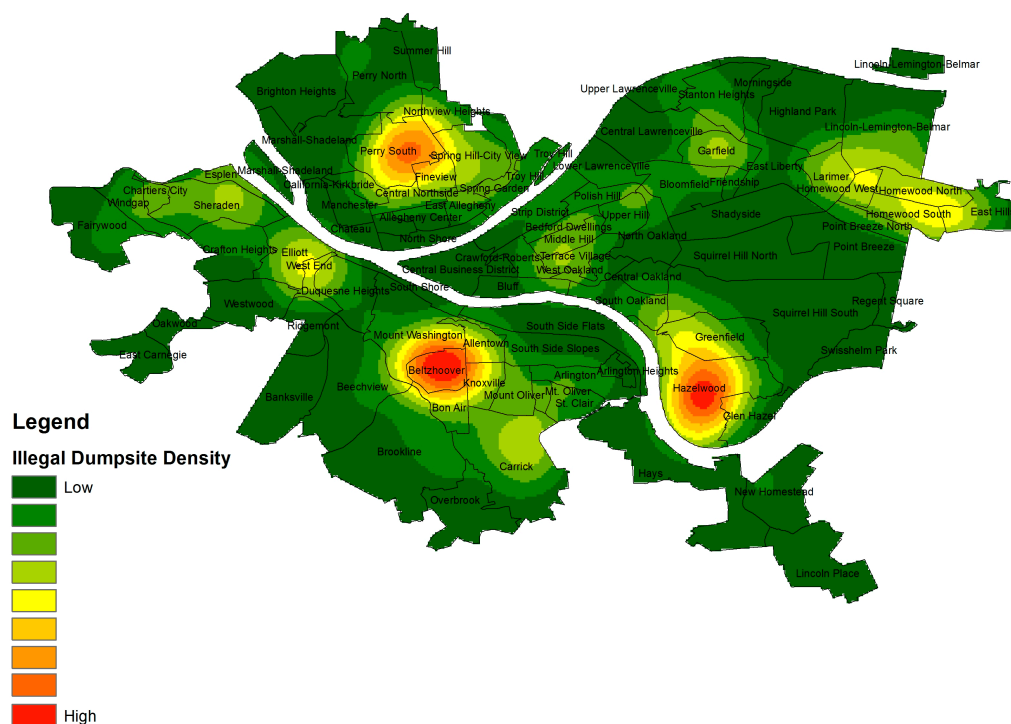 Summer Hill
Lincoln-Lemington-Belmar
Perry North
Morningside
Brighton Heights
Upper Lawrenceville
Stanton Heights
Northview Heights
Highland Park
Lincoln-Lemington-Belmar
Central Lawrenceville
Marshall-Shadeland
Perry South
Spring Hill-City View
Troy Hill
Garfield
Lower Lawrenceville
East Liberty
Marshall-Shadeland
Esplen
Fineview
Troy Hill
Larimer
California-Kirkbride
Bloomfield
Friendship
Chartiers City
Central Northside
Spring Garden
Homewood West
Homewood North
Windgap
Sheraden
Manchester
East Allegheny
Polish Hill
Strip District
Upper Hill
Shadyside
Homewood South
East Hills
Allegheny Center
Fairywood
Chateau
Bedford Dwellings
Point Breeze North
North Shore
Middle Hill
North Oakland
Point Breeze
Crafton Heights
Elliott
Crawford-Roberts
Terrace Village
Squirrel Hill North
West End
Central Business District
West Oakland
Central Oakland
Duquesne Heights
South Shore
Bluff
Westwood
South Oakland
Regent Square
Squirrel Hill South
Oakwood
Ridgemont
South Side Flats
Mount Washington
Greenfield
Allentown
East Carnegie
South Side Slopes
Swisshelm Park
Beltzhoover
Arlington
Arlington Heights
Beechview
Knoxville
Hazelwood
Banksville
Mount Oliver
Mt. Oliver
St. Clair
Bon Air
Glen Hazel
Legend
Brookline
Illegal Dumpsite Density
Carrick
Hays
Low
New Homestead
Overbrook
Lincoln Place
High